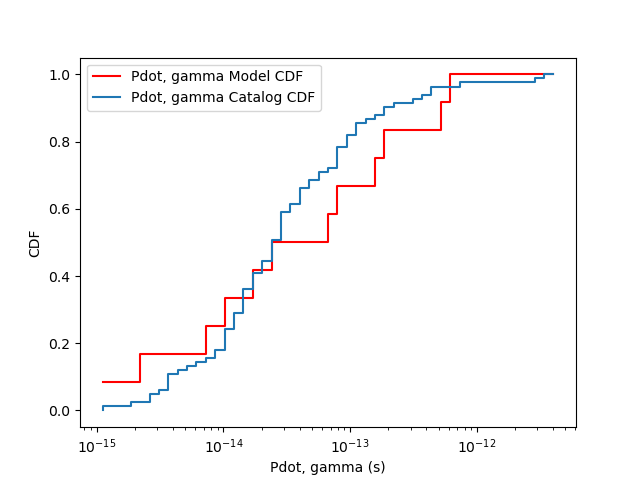 Pdot, gamma Model CDF
Pdot, gamma Catalog CDF
CDF
1.0
0.8
0.6
0.4
0.2
0.0
10⁻¹⁵ 10⁻¹⁴ 10⁻¹³ 10⁻¹²
Pdot, gamma (s)